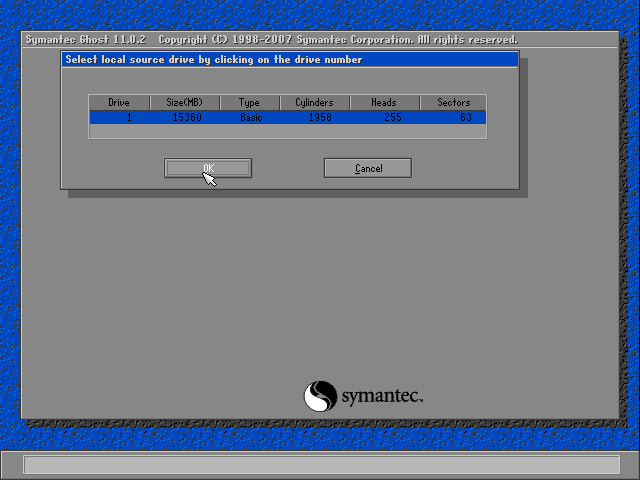 Symantec Ghost 11.0.2   Copyright (C) 1998-2007 Symantec Corporation. All rights reserved.
Select local source drive by clicking on the drive number
Drive Size(MB) Type Cylinders Heads Sectors
1 15360 Basic 1958 255 63
OK Cancel
symantec™